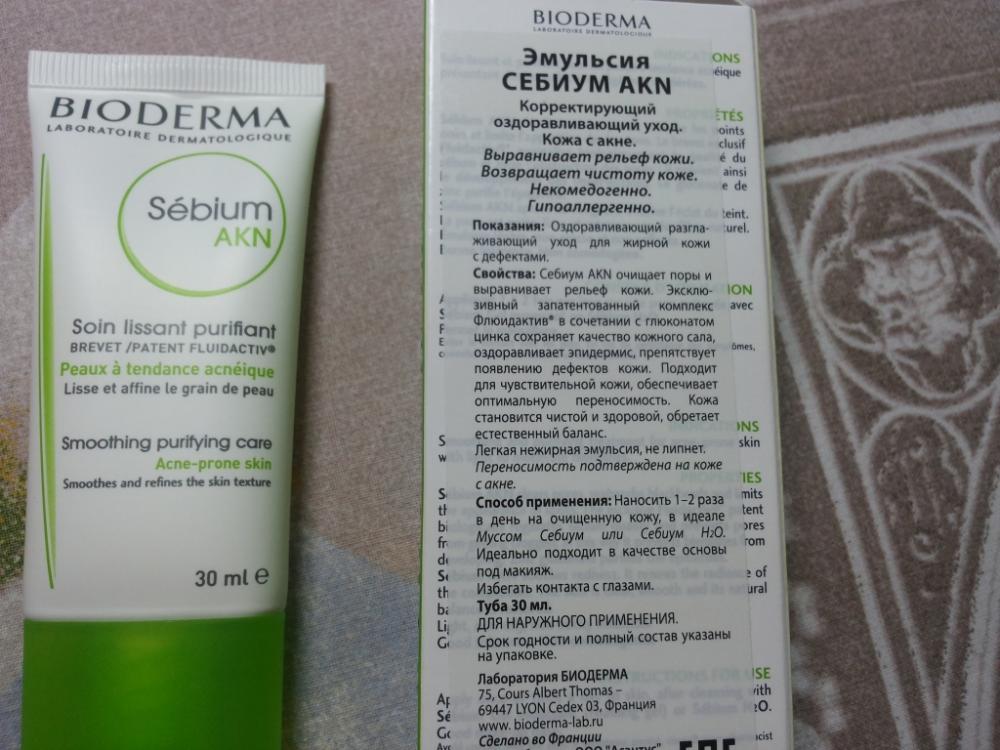 BIODERMA
LABORATOIRE DERMATOLOGIQUE
Sébium
AKN
Soin lissant purifiant
BREVET /PATENT FLUIDACTIV®
Peaux à tendance acnéique
Lisse et affine le grain de peau
Smoothing purifying care
Acne-prone skin
Smoothes and refines the skin texture
30 ml e
BIODERMA
LABORATOIRE DERMATOLOGIQUE
Эмульсия
СЕБИУМ AKN
Корректирующий
оздоравливающий уход.
Кожа с акне.
Выравнивает рельеф кожи.
Возвращает чистоту коже.
Некомедогенно.
Гипоаллергенно.
Показания: Оздоравливающий разгла-
живающий уход для жирной кожи
с дефектами.
Свойства: Себиум AKN очищает поры и
выравнивает рельеф кожи. Эксклю-
зивный запатентованный комплекс
Флюидактив® в сочетании с глюконатом
цинка сохраняет качество кожного сала,
оздоравливает эпидермис, препятствует
появлению дефектов кожи. Подходит
для чувствительной кожи, обеспечивает
оптимальную переносимость. Кожа
становится чистой и здоровой, обретает
естественный баланс.
Легкая нежирная эмульсия, не липнет.
Переносимость подтверждена на коже
с акне.
Способ применения: Наносить 1–2 раза
в день на очищенную кожу, в идеале
Муссом Себиум или Себиум H2O.
Идеально подходит в качестве основы
под макияж.
Избегать контакта с глазами.
Туба 30 мл.
ДЛЯ НАРУЖНОГО ПРИМЕНЕНИЯ.
Срок годности и полный состав указаны
на упаковке.
Лаборатория БИОДЕРМА
75, Cours Albert Thomas –
69447 LYON Cedex 03, Франция
www. bioderma-lab.ru
Сделано во Франции